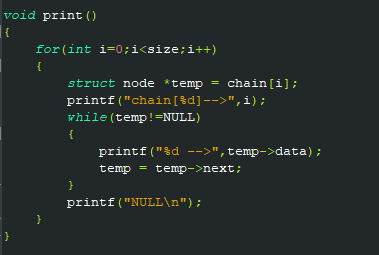 void print()
{
    for(int i=0;i<size;i++)
    {
        struct node *temp = chain[i];
        printf("chain[%d]-->",i);
        while(temp!=NULL)
        {
            printf("%d -->",temp->data);
            temp = temp->next;
        }
        printf("NULL\n");
    }
}